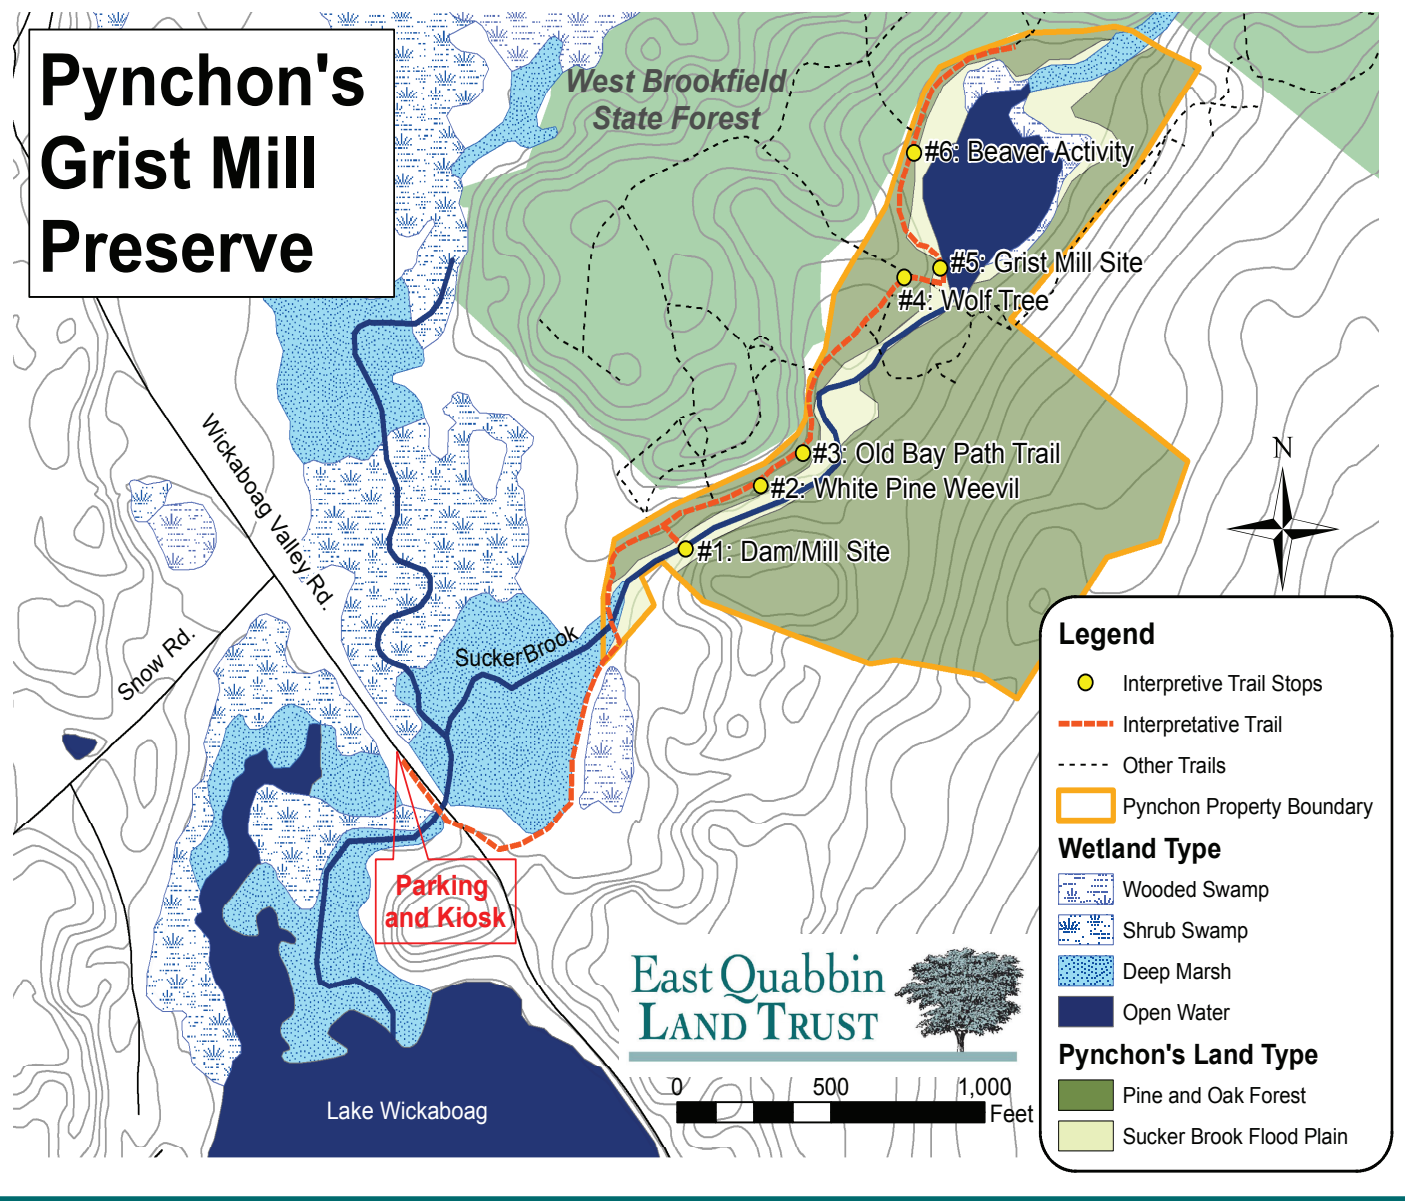 Pynchon's
Grist Mill
Preserve
West Brookfield
State Forest
#6: Beaver Activity
#5: Grist Mill Site
#4: Wolf Tree
#3: Old Bay Path Trail
#2: White Pine Weevil
#1: Dam/Mill Site
Wickaboag Valley Rd.
Snow Rd.
Sucker Brook
Parking
and Kiosk
Lake Wickaboag
N
East Quabbin
LAND TRUST
0 500 1,000
Feet
Legend
Interpretive Trail Stops
Interpretative Trail
Other Trails
Pynchon Property Boundary
Wetland Type
Wooded Swamp
Shrub Swamp
Deep Marsh
Open Water
Pynchon's Land Type
Pine and Oak Forest
Sucker Brook Flood Plain